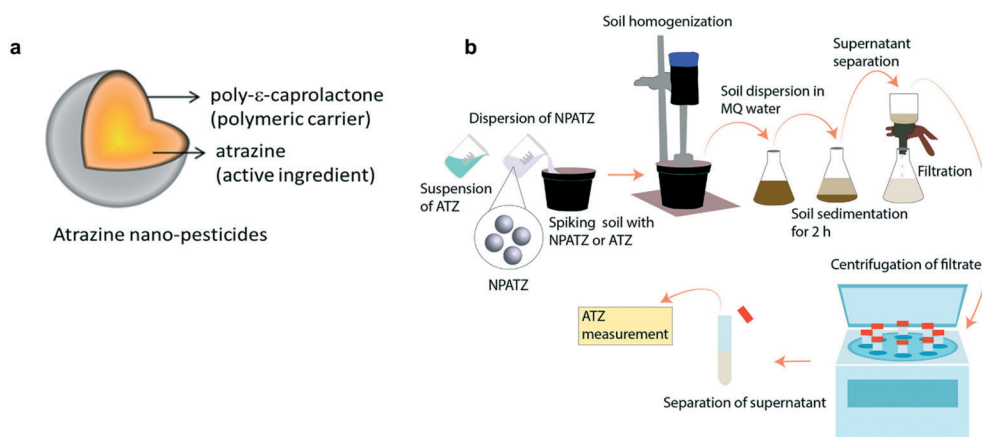 a
poly-ε-caprolactone
(polymeric carrier)
atrazine
(active ingredient)
Atrazine nano-pesticides
b
Soil homogenization
Supernatant
separation
Soil dispersion in
MQ water
Dispersion of NPATZ
Suspension
of ATZ
Spiking soil with
NPATZ or ATZ
NPATZ
Filtration
Soil sedimentation
for 2 h
Centrifugation of filtrate
ATZ
measurement
Separation of supernatant